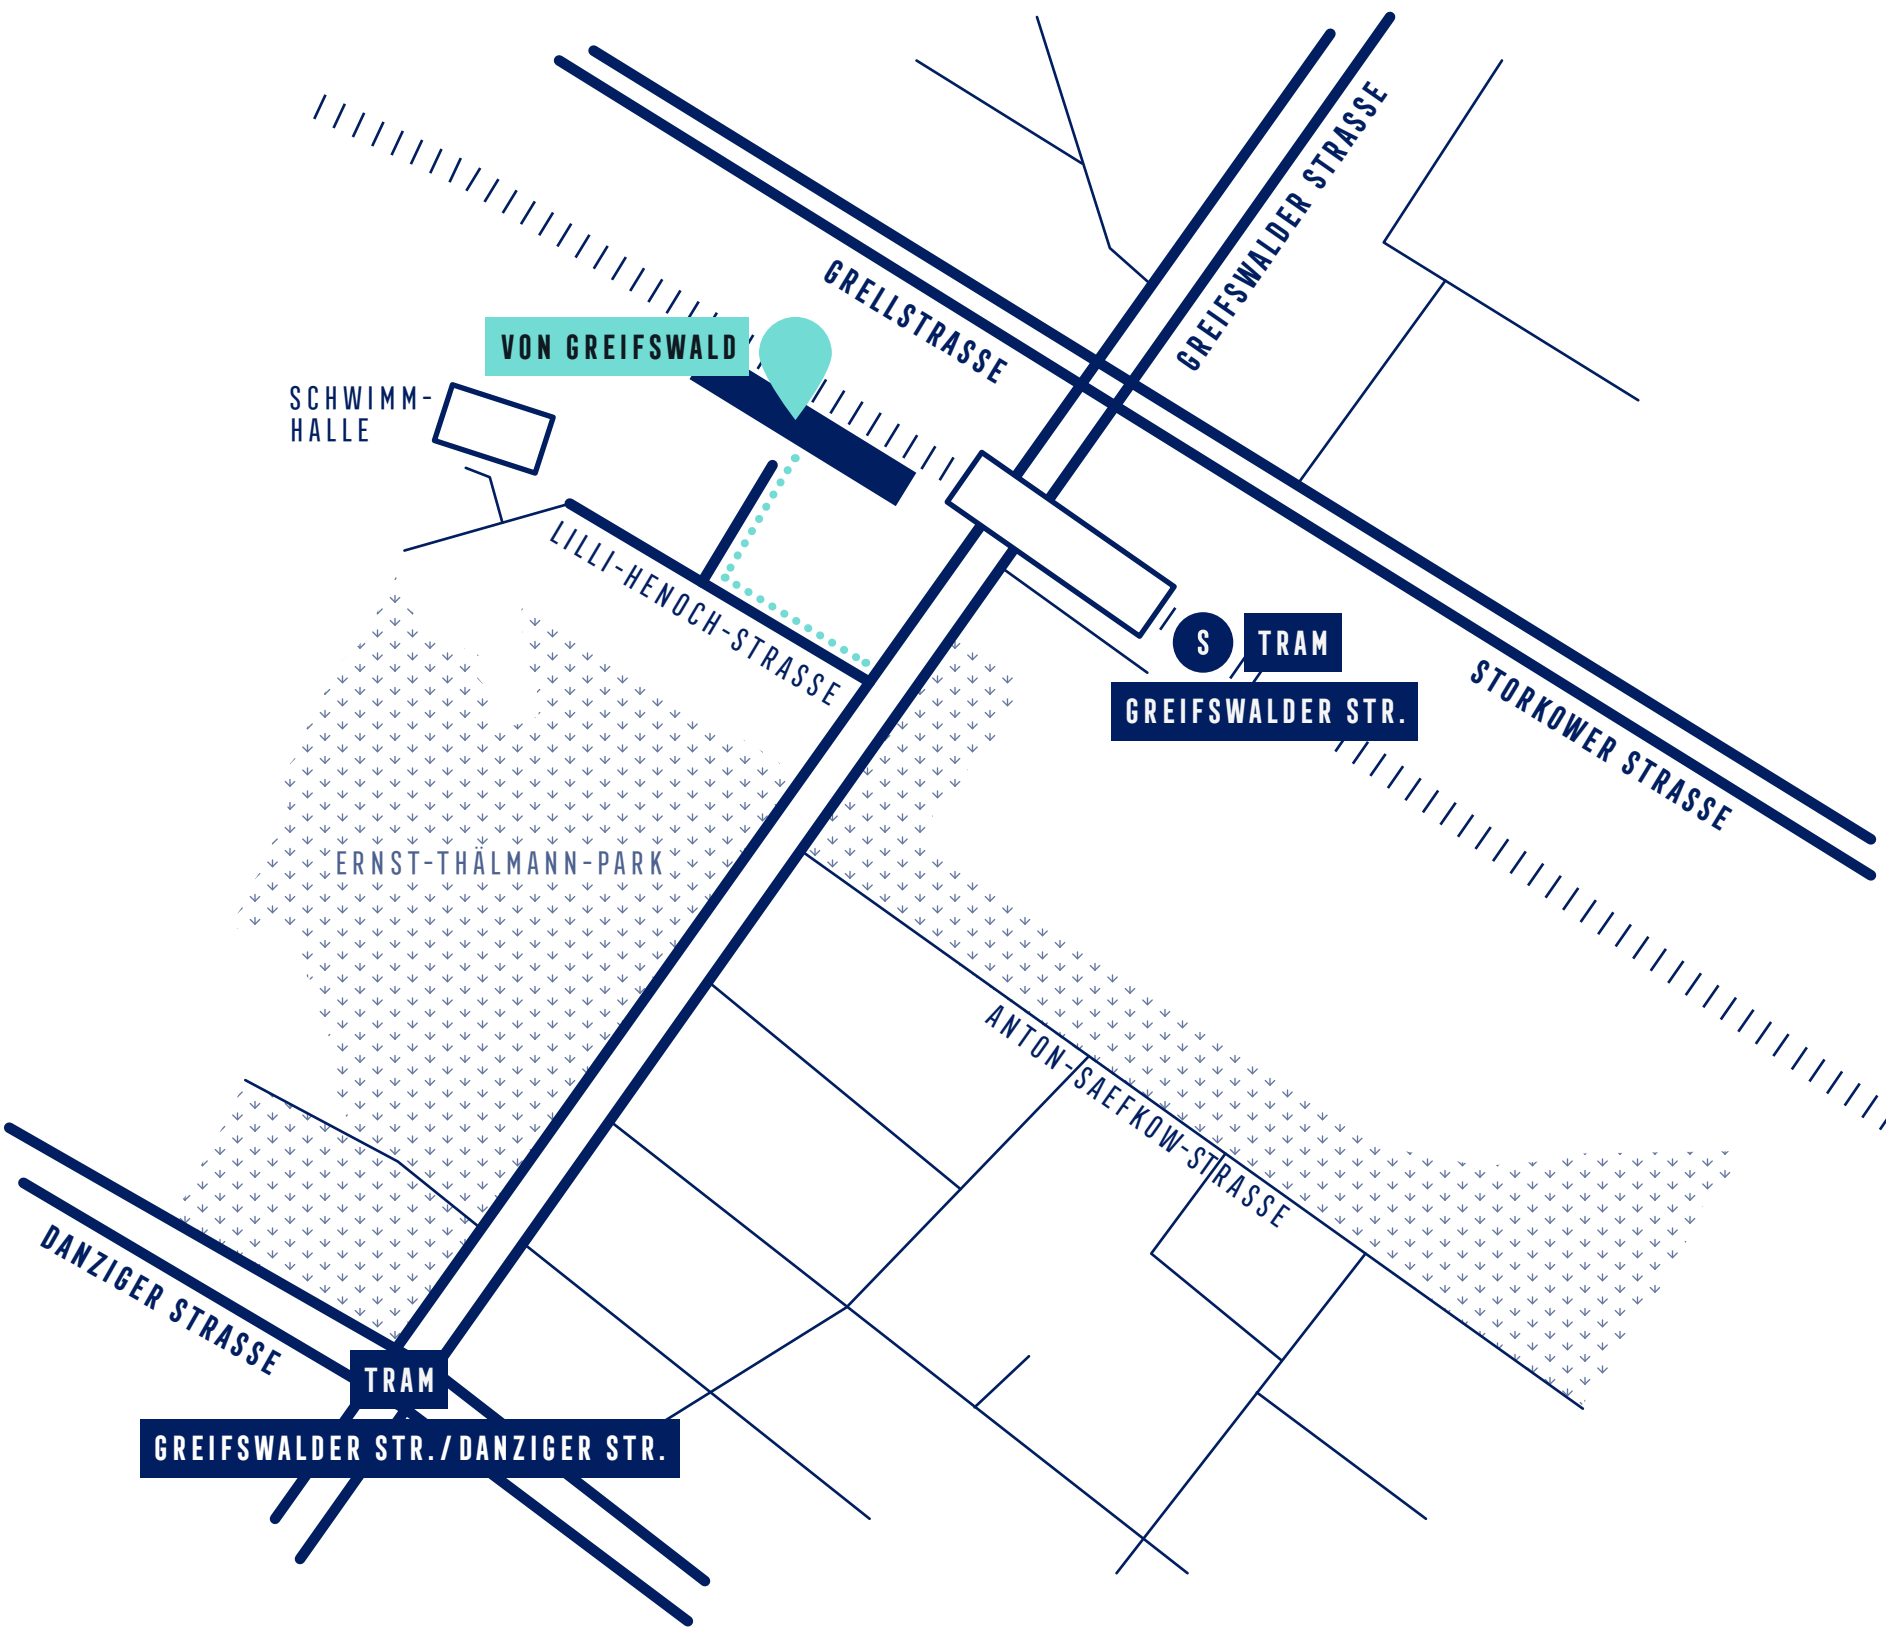 GREIFSWALDER STRASSE
GRELLSTRASSE
VON GREIFSWALD
SCHWIMM-
HALLE
LILLI-HENOCH-STRASSE
S
TRAM
GREIFSWALDER STR.
STORKOWER STRASSE
ERNST-THÄLMANN-PARK
ANTON-SAEFKOW-STRASSE
DANZIGER STRASSE
TRAM
GREIFSWALDER STR./DANZIGER STR.